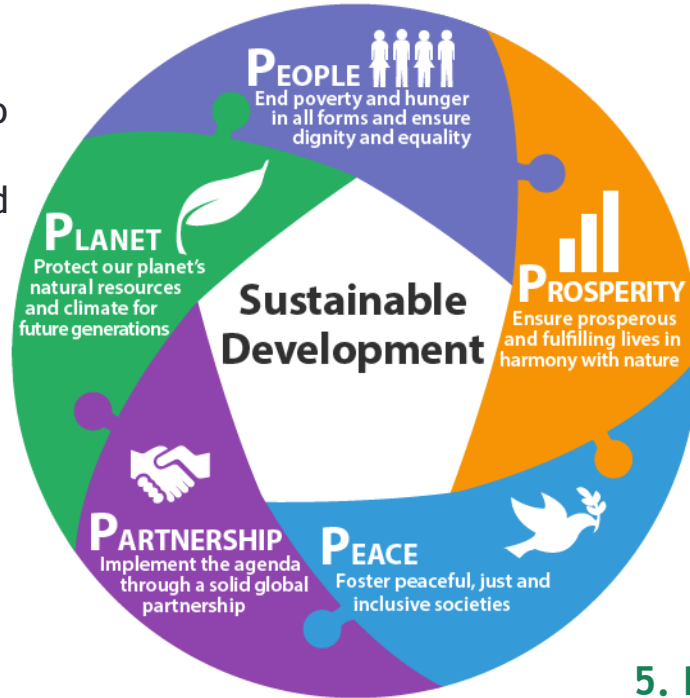 PEOPLE
End poverty and hunger
in all forms and ensure
dignity and equality
PROSPERITY
Ensure prosperous
and fulfilling lives in
harmony with nature
PEACE
Foster peaceful, just and
inclusive societies
PARTNERSHIP
Implement the agenda
through a solid global
partnership
PLANET
Protect our planet's
natural resources
and climate for
future generations
Sustainable
Development
5.